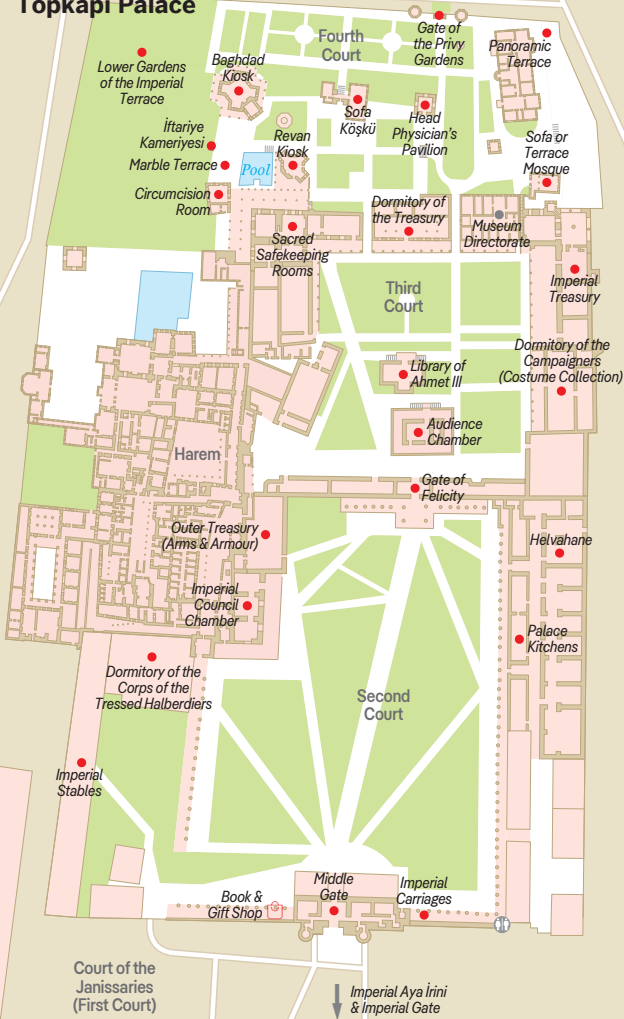 Topkapı Palace
Gate of
the Privy
Gardens
Fourth
Court
Panoramic
Terrace
Lower Gardens
of the Imperial
Terrace
Baghdad
Kiosk
Sofa
Köşkü
Head
Physician's
Pavilion
İftariye
Kameriyesi
Revan
Kiosk
Sofa or
Terrace
Mosque
Marble Terrace
Pool
Circumcision
Room
Dormitory of
the Treasury
Museum
Directorate
Sacred
Safekeeping
Rooms
Imperial
Treasury
Third
Court
Dormitory of the
Campaigners
(Costume Collection)
Library of
Ahmet III
Audience
Chamber
Harem
Gate of
Felicity
Outer Treasury
(Arms & Armour)
Helvahane
Imperial
Council
Chamber
Palace
Kitchens
Dormitory of the
Corps of the
Tressed Halberdiers
Second
Court
Imperial
Stables
Middle
Gate
Imperial
Carriages
Book &
Gift Shop
Court of the
Janissaries
(First Court)
Imperial Aya İrini
& Imperial Gate